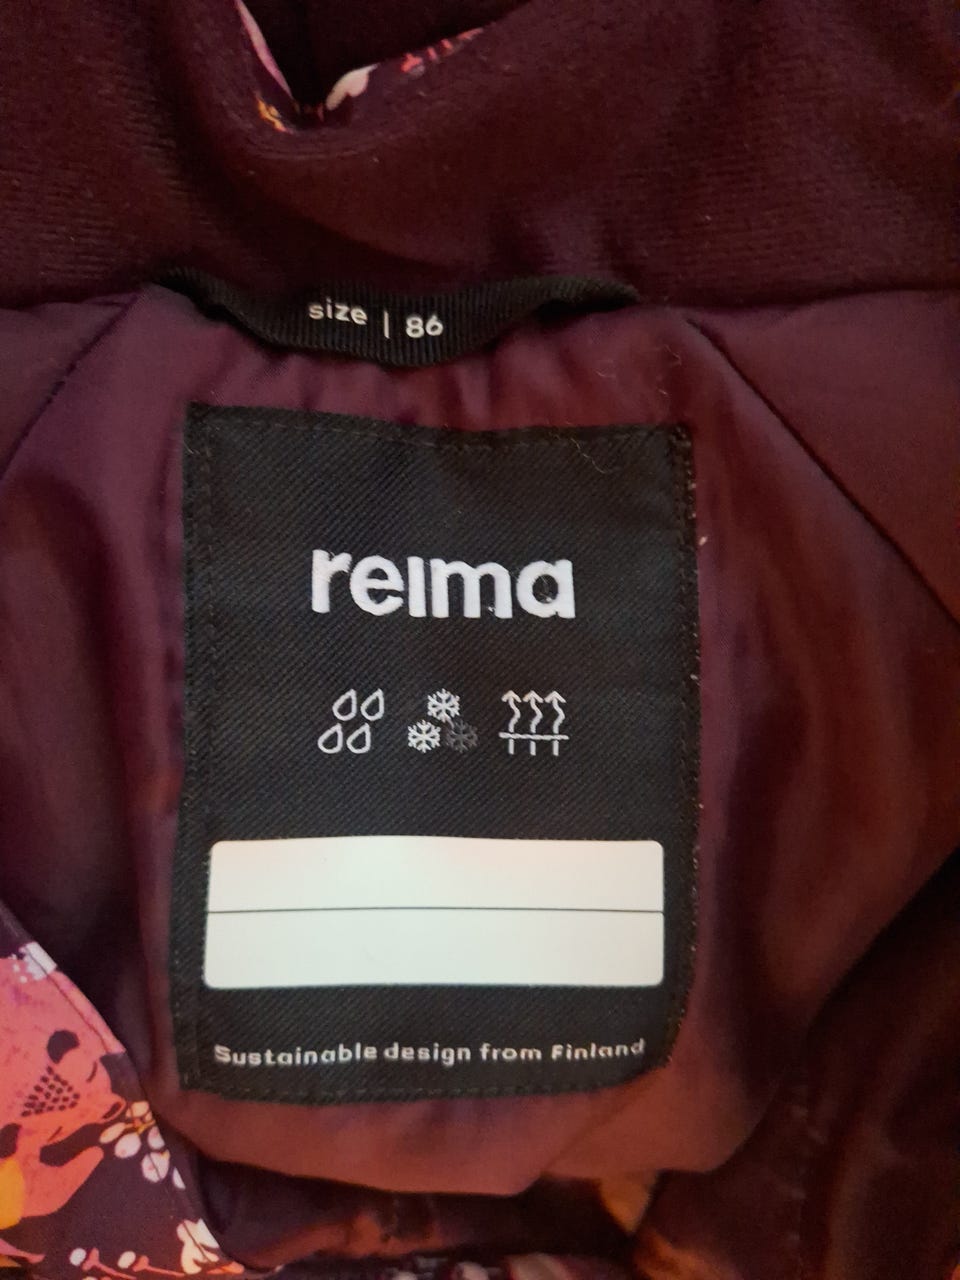 size | 86
reima
Sustainable design from Finland